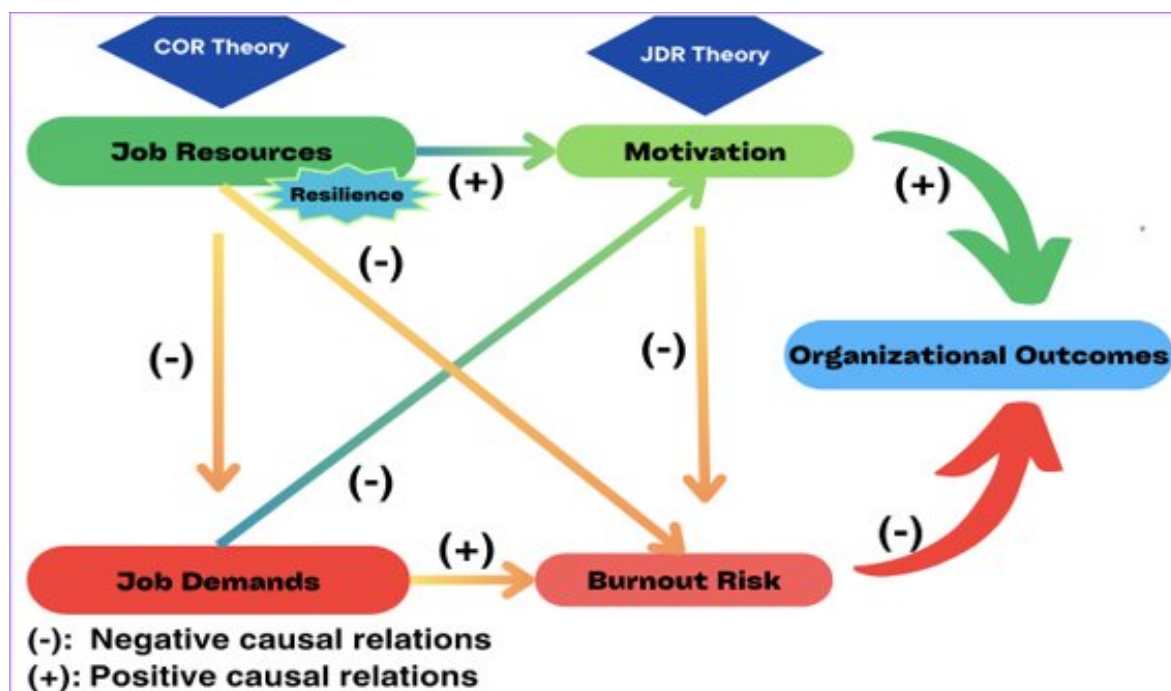 COR Theory
JDR Theory
Job Resources
(+)
Motivation
Resilience
(+)
(-)
(-)
(-)
Organizational Outcomes
(-)
(+)
(-)
Job Demands
Burnout Risk
(-): Negative causal relations
(+): Positive causal relations